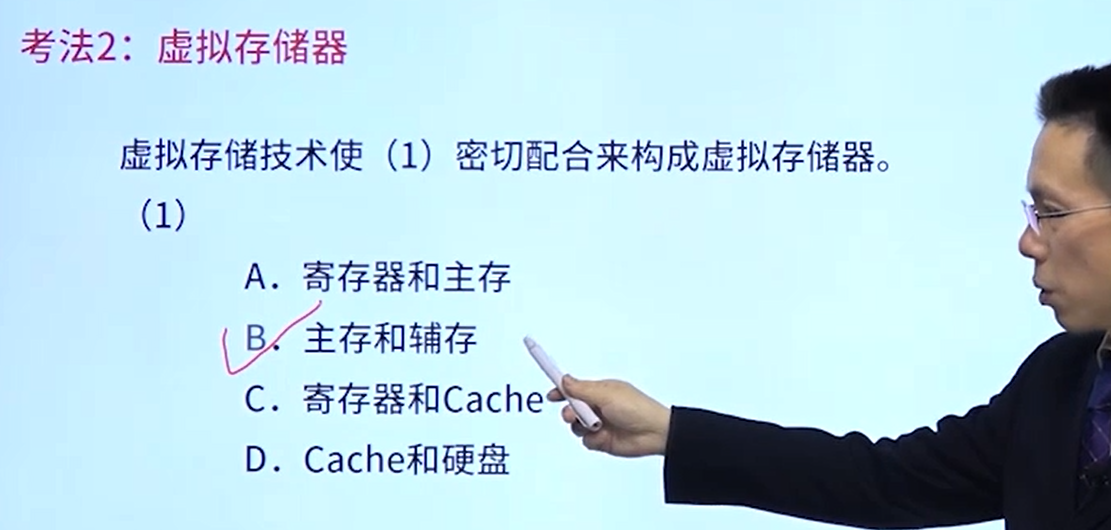 考法2：虚拟存储器
虚拟存储技术使（1）密切配合来构成虚拟存储器。
（1）
A．寄存器和主存
B．主存和辅存
C．寄存器和Cache
D．Cache和硬盘